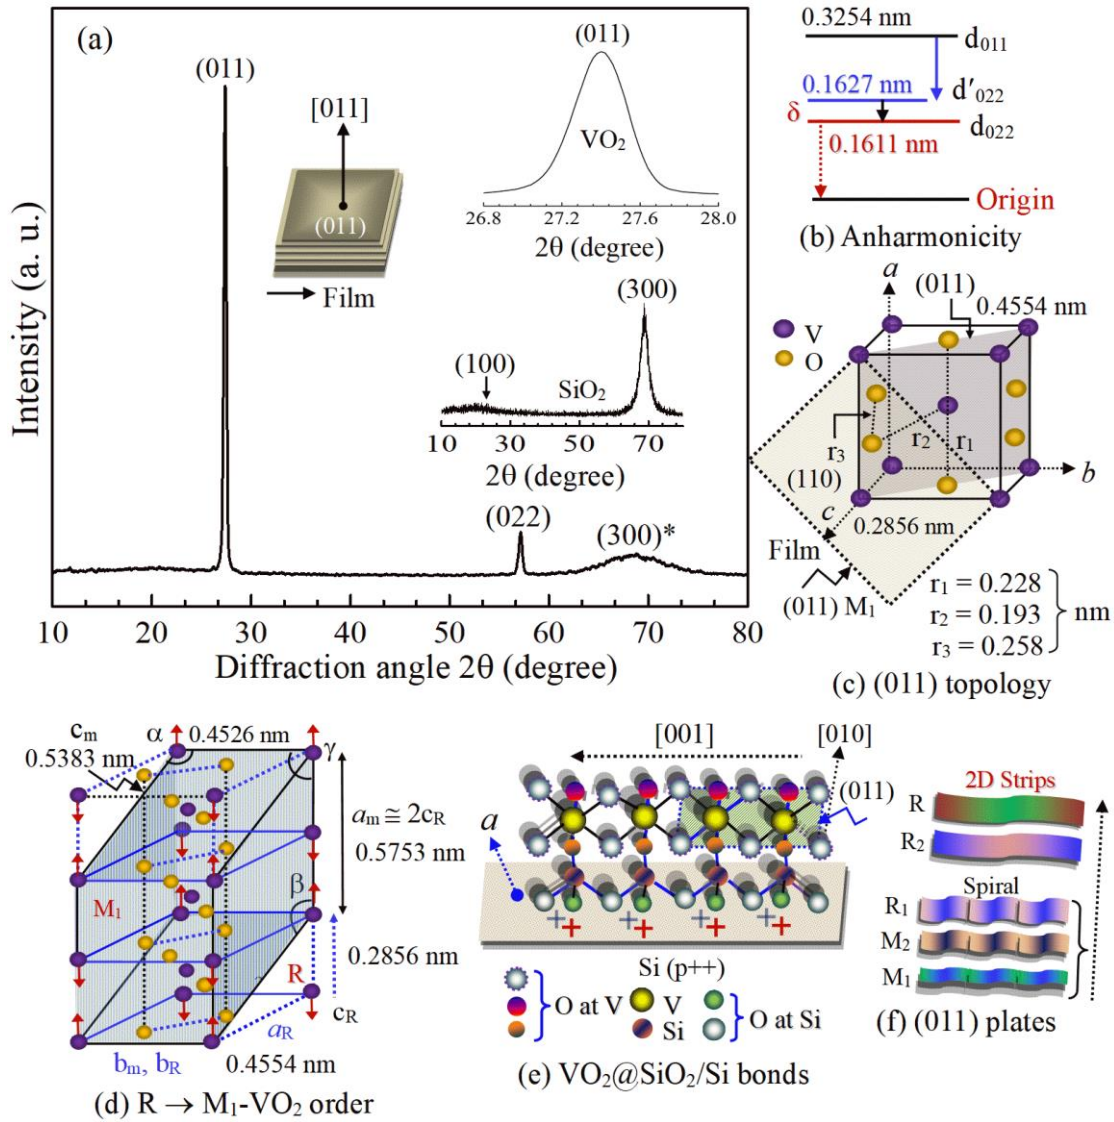 (a)
(011)
[011]
(011)
Film
(011)
VO₂
26.8 27.2 27.6 28.0
2θ (degree)
(300)
(100)
SiO₂
10 30 50 70
2θ (degree)
(022)
(300)*
Intensity (a. u.)
10 20 30 40 50 60 70 80
Diffraction angle 2θ (degree)
0.3254 nm
d₀₁₁
0.1627 nm
d′₀₂₂
δ
d₀₂₂
0.1611 nm
Origin
(b) Anharmonicity
a
(011)
0.4554 nm
V
O
r₃
r₂
r₁
(110)
b
c
0.2856 nm
Film
(011) M₁
r₁ = 0.228
r₂ = 0.193
r₃ = 0.258
nm
(c) (011) topology
cₘ
α
0.4526 nm
γ
0.5383 nm
aₘ ≅ 2c_R
0.5753 nm
M₁
β
0.2856 nm
R
c_R
a_R
bₘ, b_R
0.4554 nm
(d) R → M₁-VO₂ order
[001]
[010]
(011)
a
+ + + + + + + +
Si (p++)
O at V
V
Si
O at Si
(e) VO₂@SiO₂/Si bonds
2D Strips
R
R₂
Spiral
R₁
M₂
M₁
(f) (011) plates